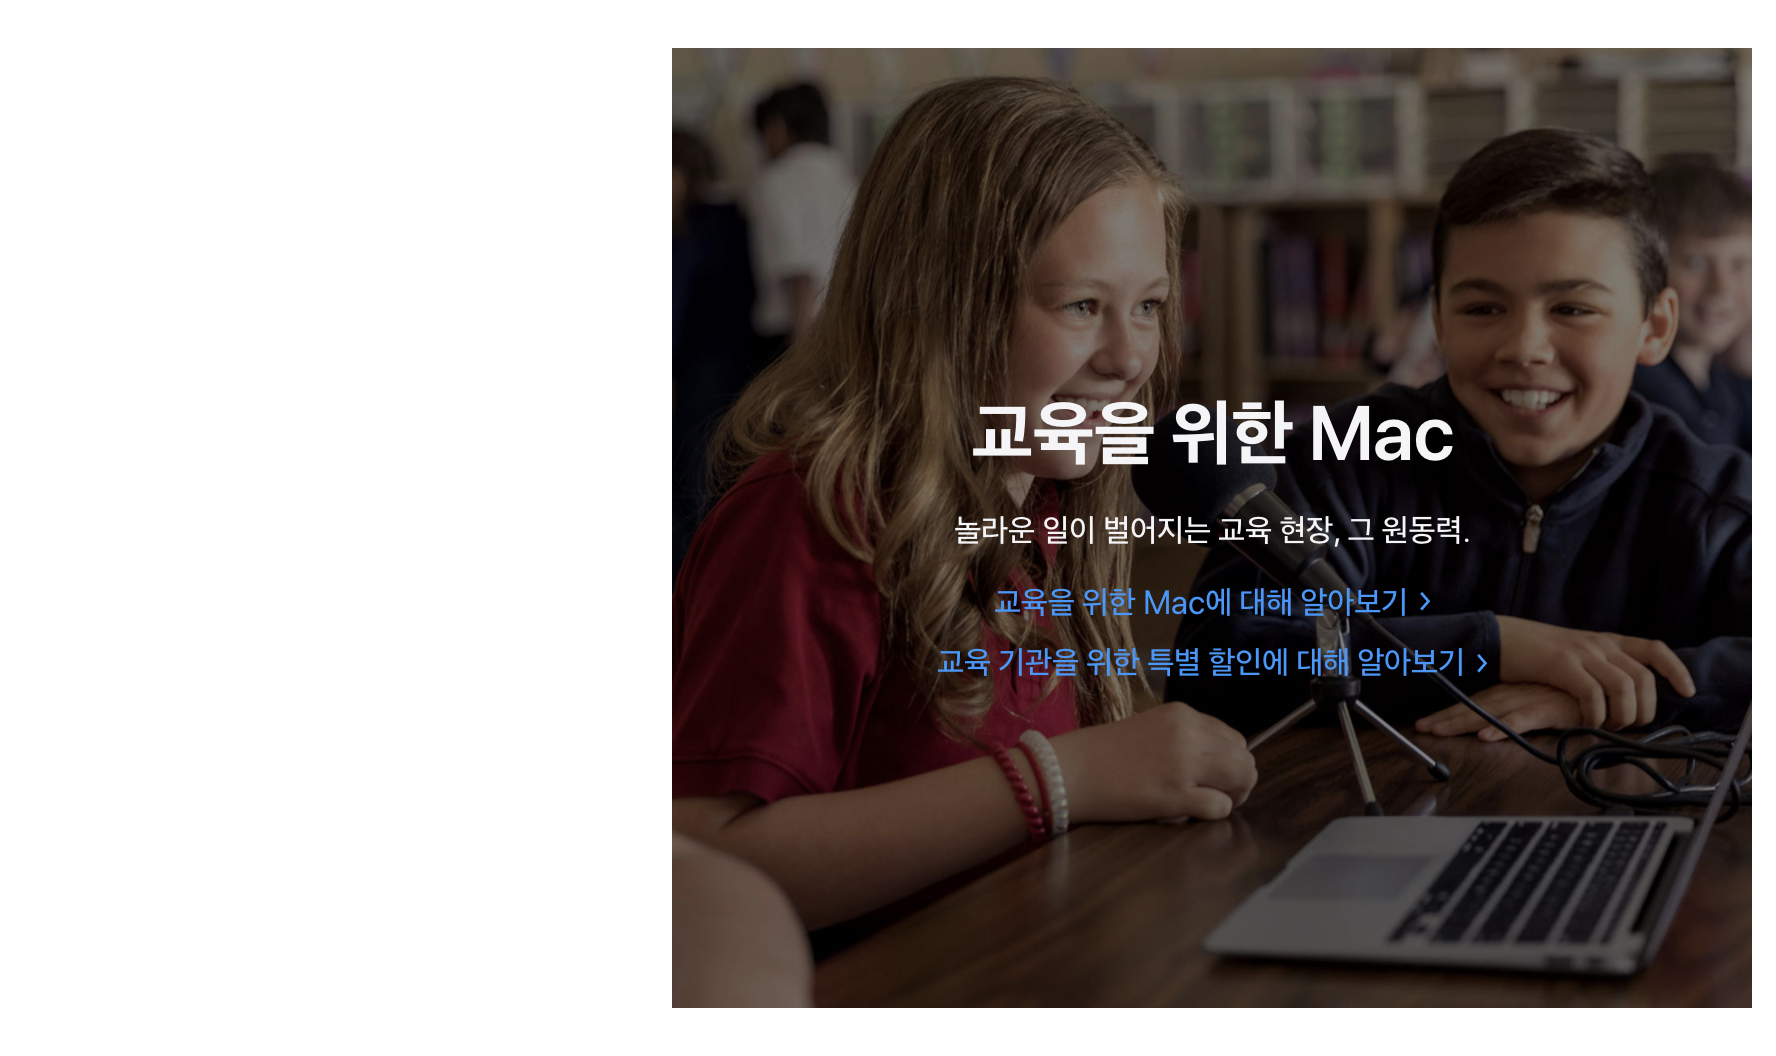 교육을 위한 Mac
놀라운 일이 벌어지는 교육 현장, 그 원동력.
교육을 위한 Mac에 대해 알아보기 >
교육 기관을 위한 특별 할인에 대해 알아보기 >